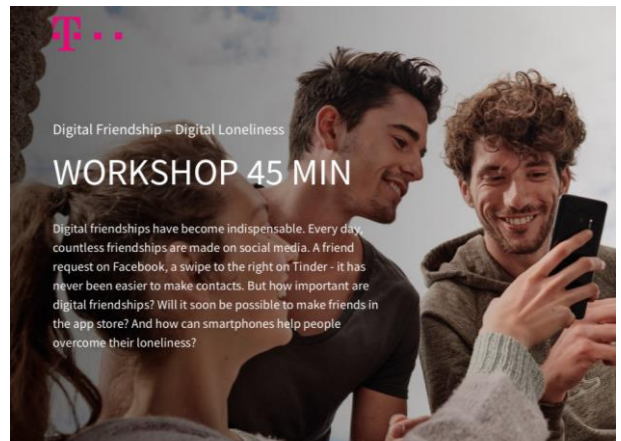 T
Digital Friendship – Digital Loneliness
WORKSHOP 45 MIN
Digital friendships have become indispensable. Every day,
countless friendships are made on social media. A friend
request on Facebook, a swipe to the right on Tinder - it has
never been easier to make contacts. But how important are
digital friendships? Will it soon be possible to make friends in
the app store? And how can smartphones help people
overcome their loneliness?